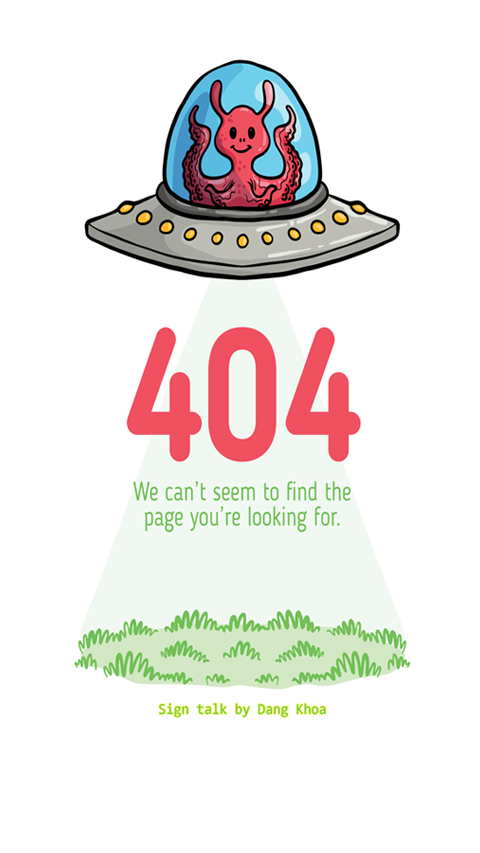 404
We can't seem to find the
page you're looking for.
Sign talk by Dang Khoa